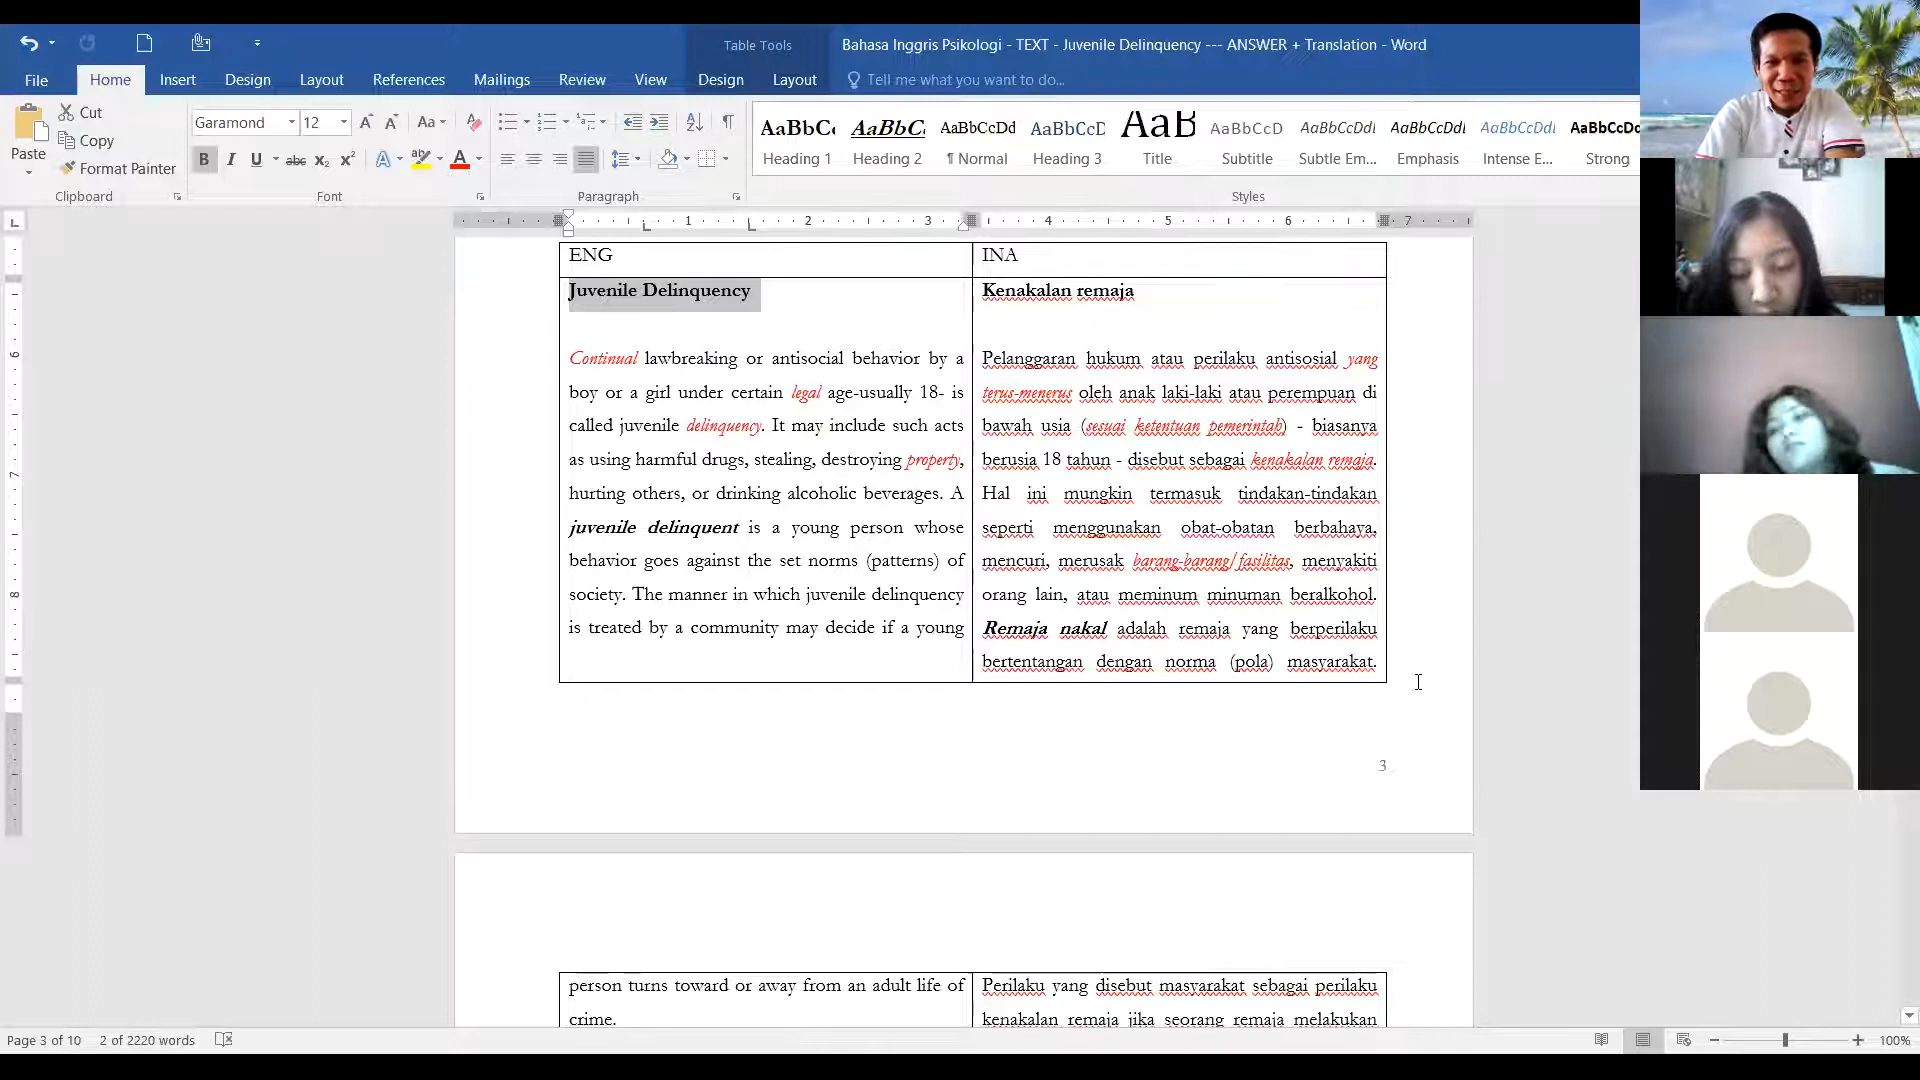 Table Tools
Bahasa Inggris Psikologi - TEXT - Juvenile Delinquency --- ANSWER + Translation - Word
File Home Insert Design Layout References Mailings Review View Design Layout Tell me what you want to do...
Paste
Cut
Copy
Format Painter
Clipboard
Garamond 12
Font
Paragraph
AaBbCc AaBbC AaBbCcDd AaBbCcD AaB AaBbCcD AaBbCcDd AaBbCcDd AaBbCcDd AaBbCcDd
Heading 1 Heading 2 ¶ Normal Heading 3 Title Subtitle Subtle Em... Emphasis Intense E... Strong
Styles
1 2 3 4 5 6 7
6
7
8
ENG
Juvenile Delinquency
Continual lawbreaking or antisocial behavior by a
boy or a girl under certain legal age-usually 18- is
called juvenile delinquency. It may include such acts
as using harmful drugs, stealing, destroying property,
hurting others, or drinking alcoholic beverages. A
juvenile delinquent is a young person whose
behavior goes against the set norms (patterns) of
society. The manner in which juvenile delinquency
is treated by a community may decide if a young
INA
Kenakalan remaja
Pelanggaran hukum atau perilaku antisosial yang
terus-menerus oleh anak laki-laki atau perempuan di
bawah usia (sesuai ketentuan pemerintah) - biasanya
berusia 18 tahun - disebut sebagai kenakalan remaja.
Hal ini mungkin termasuk tindakan-tindakan
seperti menggunakan obat-obatan berbahaya,
mencuri, merusak barang-barang/fasilitas, menyakiti
orang lain, atau meminum minuman beralkohol.
Remaja nakal adalah remaja yang berperilaku
bertentangan dengan norma (pola) masyarakat.
3
person turns toward or away from an adult life of
crime.
Perilaku yang disebut masyarakat sebagai perilaku
kenakalan remaja jika seorang remaja melakukan
Page 3 of 10 2 of 2220 words
100%